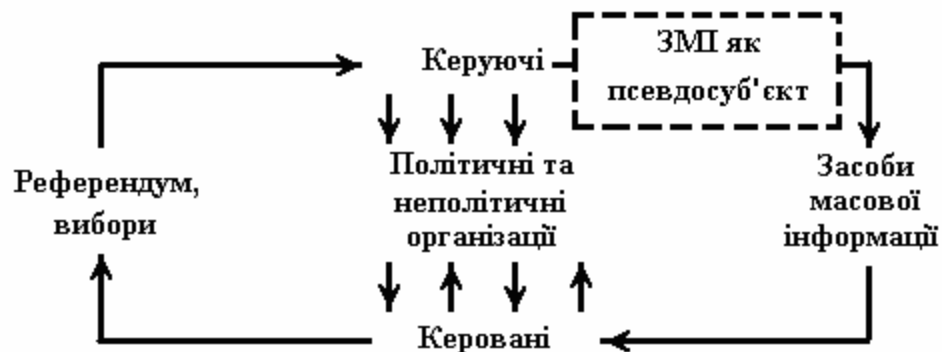 ЗМІ як
псевдосуб'єкт
Керуючі
Референдум,
вибори
Політичні та
неполітичні
організації
Засоби
масової
інформації
Керовані